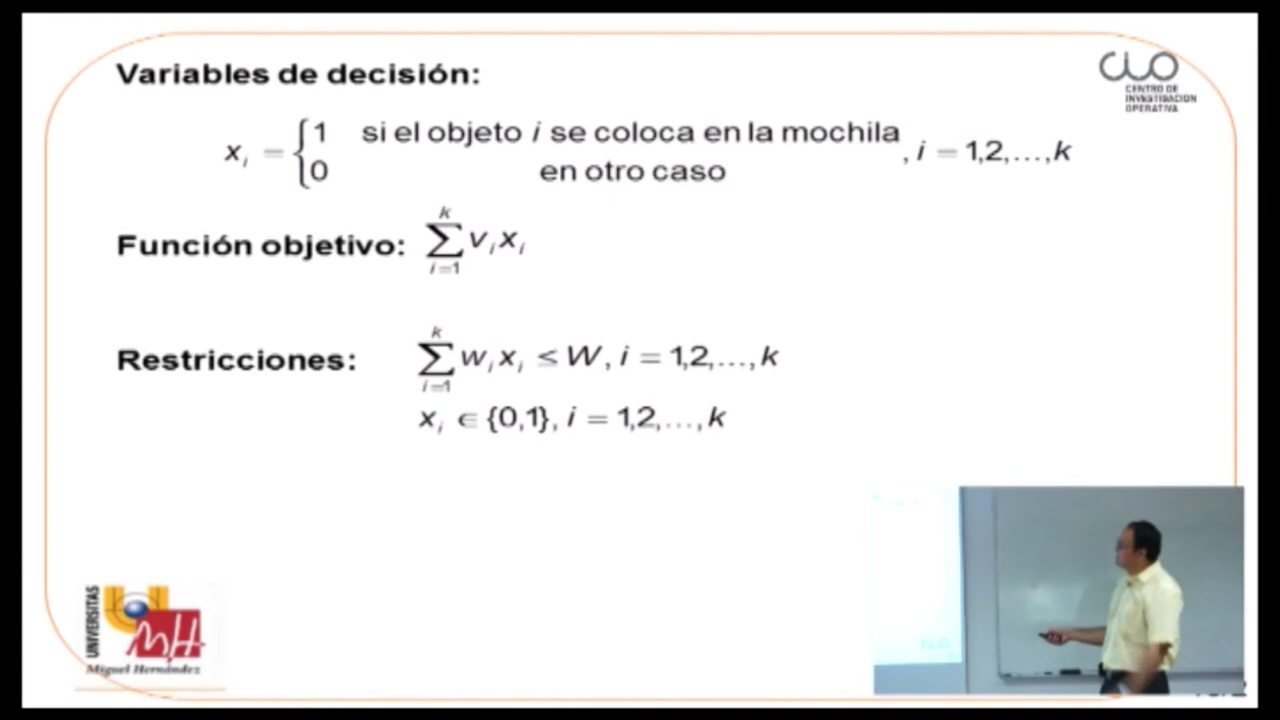 Variables de decisión:
CIO
CENTRO DE
INVESTIGACION
OPERATIVA
x_i = {1 si el objeto i se coloca en la mochila
0 en otro caso
, i = 1,2,...,k
Función objetivo: ∑_{i=1}^{k} v_i x_i
Restricciones: ∑_{i=1}^{k} w_i x_i ≤ W, i = 1,2,...,k
x_i ∈ {0,1}, i = 1,2,...,k
UNIVERSITAS
Miguel Hernández